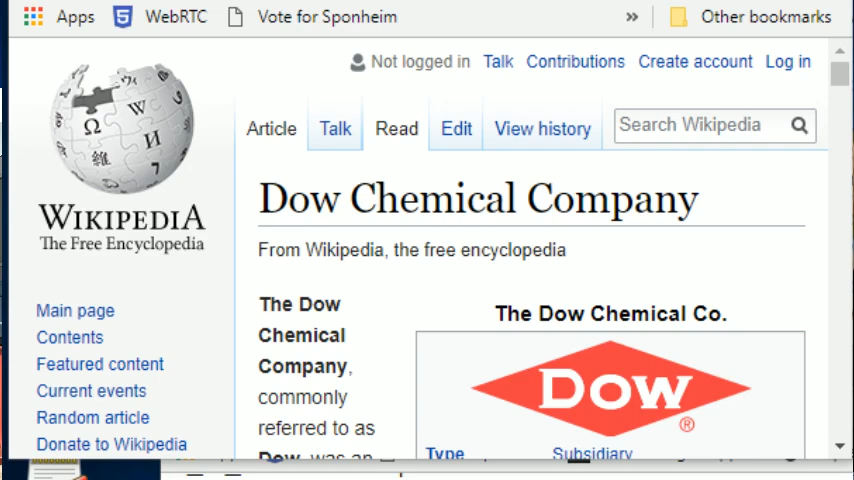 Apps WebRTC Vote for Sponheim » Other bookmarks
Not logged in Talk Contributions Create account Log in
Article Talk Read Edit View history Search Wikipedia
WIKIPEDIA
The Free Encyclopedia
Dow Chemical Company
From Wikipedia, the free encyclopedia
Main page
Contents
Featured content
Current events
Random article
Donate to Wikipedia
The Dow
Chemical
Company,
commonly
referred to as
Dow, was an
The Dow Chemical Co.
Dow
®
Type Subsidiary